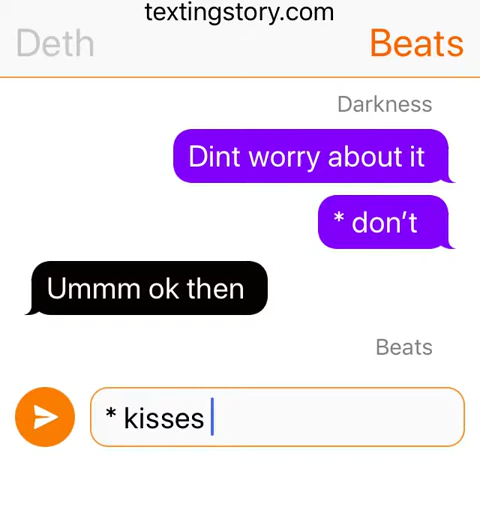 textingstory.com
Deth Beats
Darkness
Dint worry about it
* don’t
Ummm ok then
Beats
* kisses